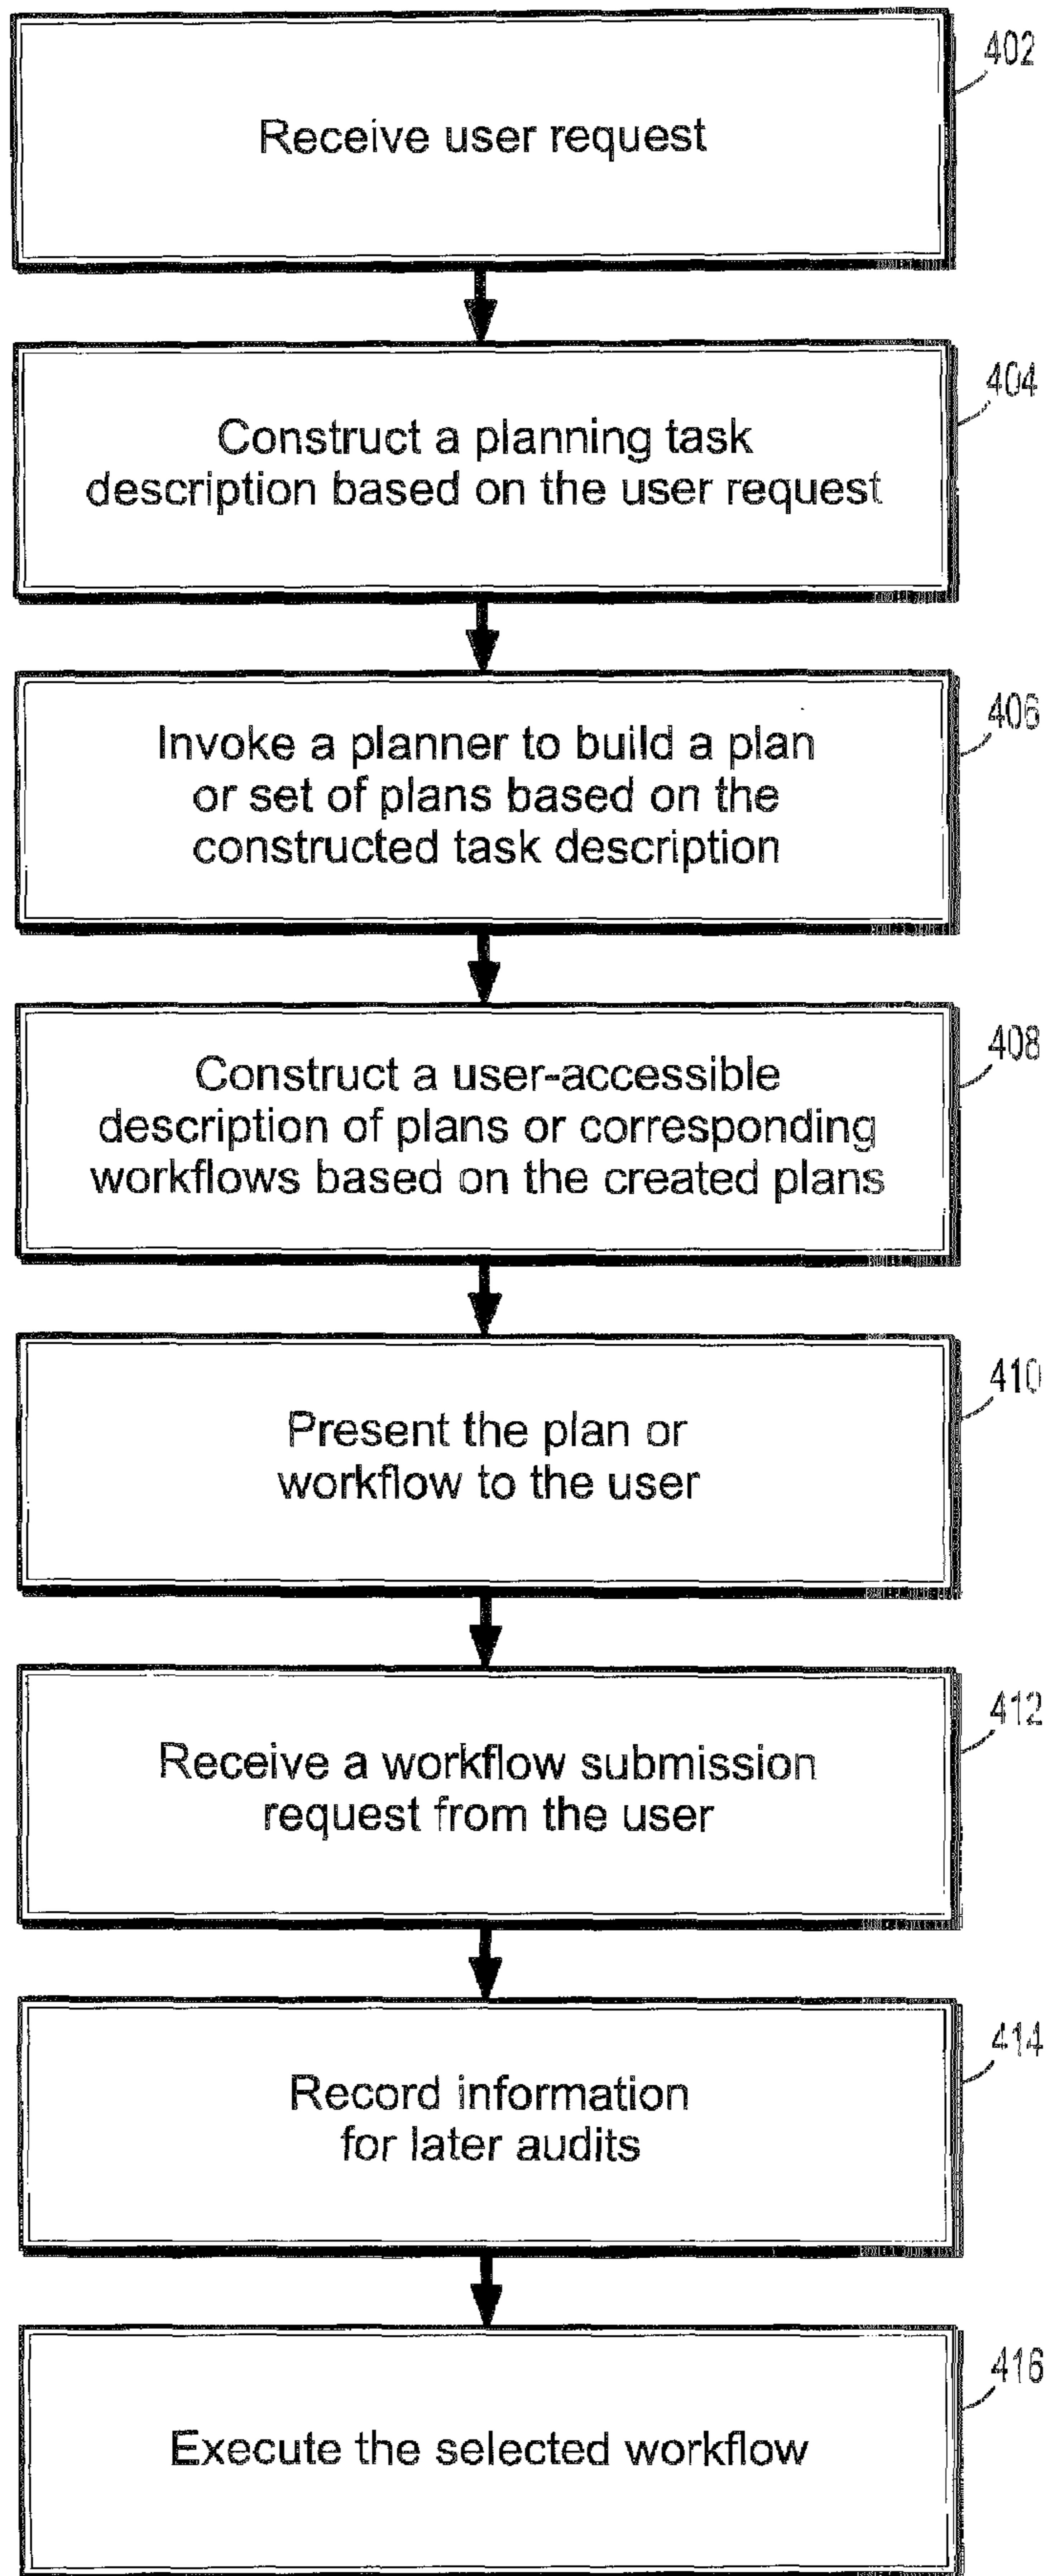 402
Receive user request
404
Construct a planning task
description based on the user request
406
Invoke a planner to build a plan
or set of plans based on the
constructed task description
408
Construct a user-accessible
description of plans or corresponding
workflows based on the created plans
410
Present the plan or
workflow to the user
412
Receive a workflow submission
request from the user
414
Record information
for later audits
416
Execute the selected workflow